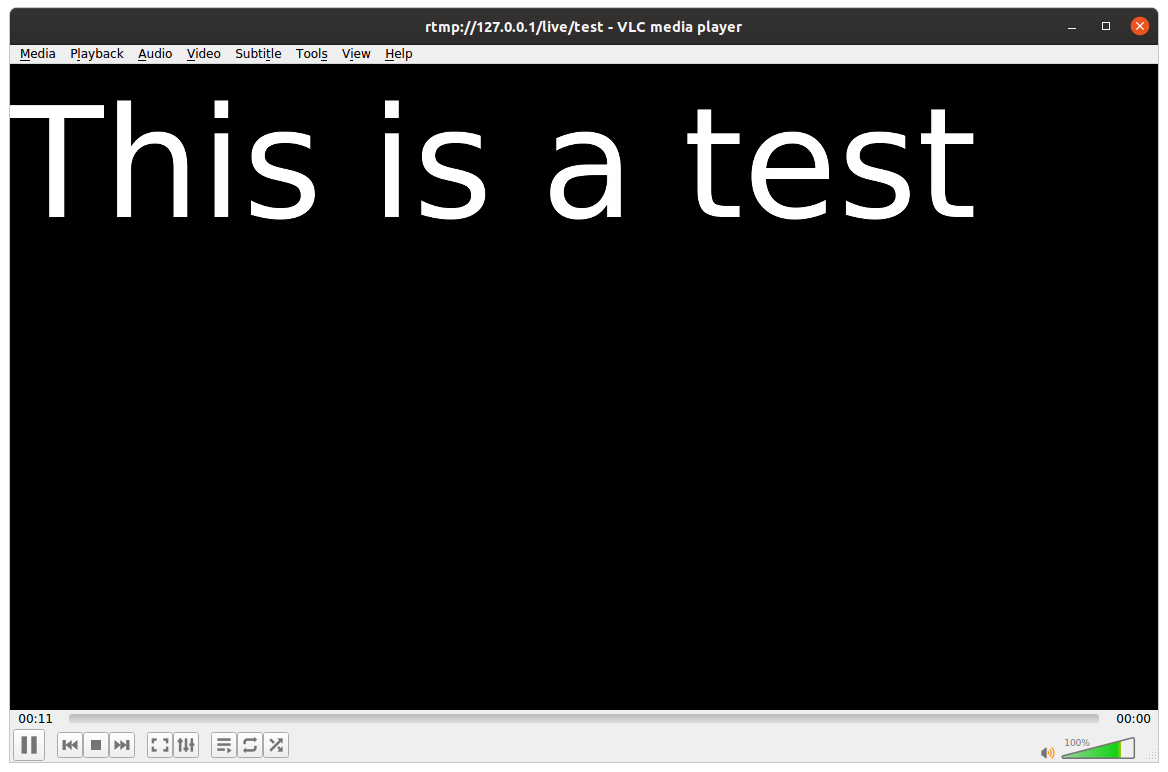 rtmp://127.0.0.1/live/test - VLC media player
Media Playback Audio Video Subtitle Tools View Help
This is a test
00:11 00:00
100%